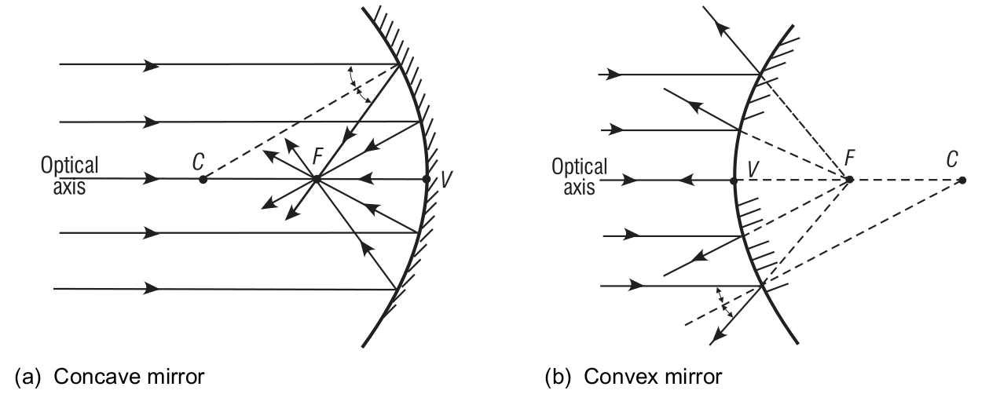 Optical
axis
C
F
V
Optical
axis
V
F
C
(a) Concave mirror
(b) Convex mirror